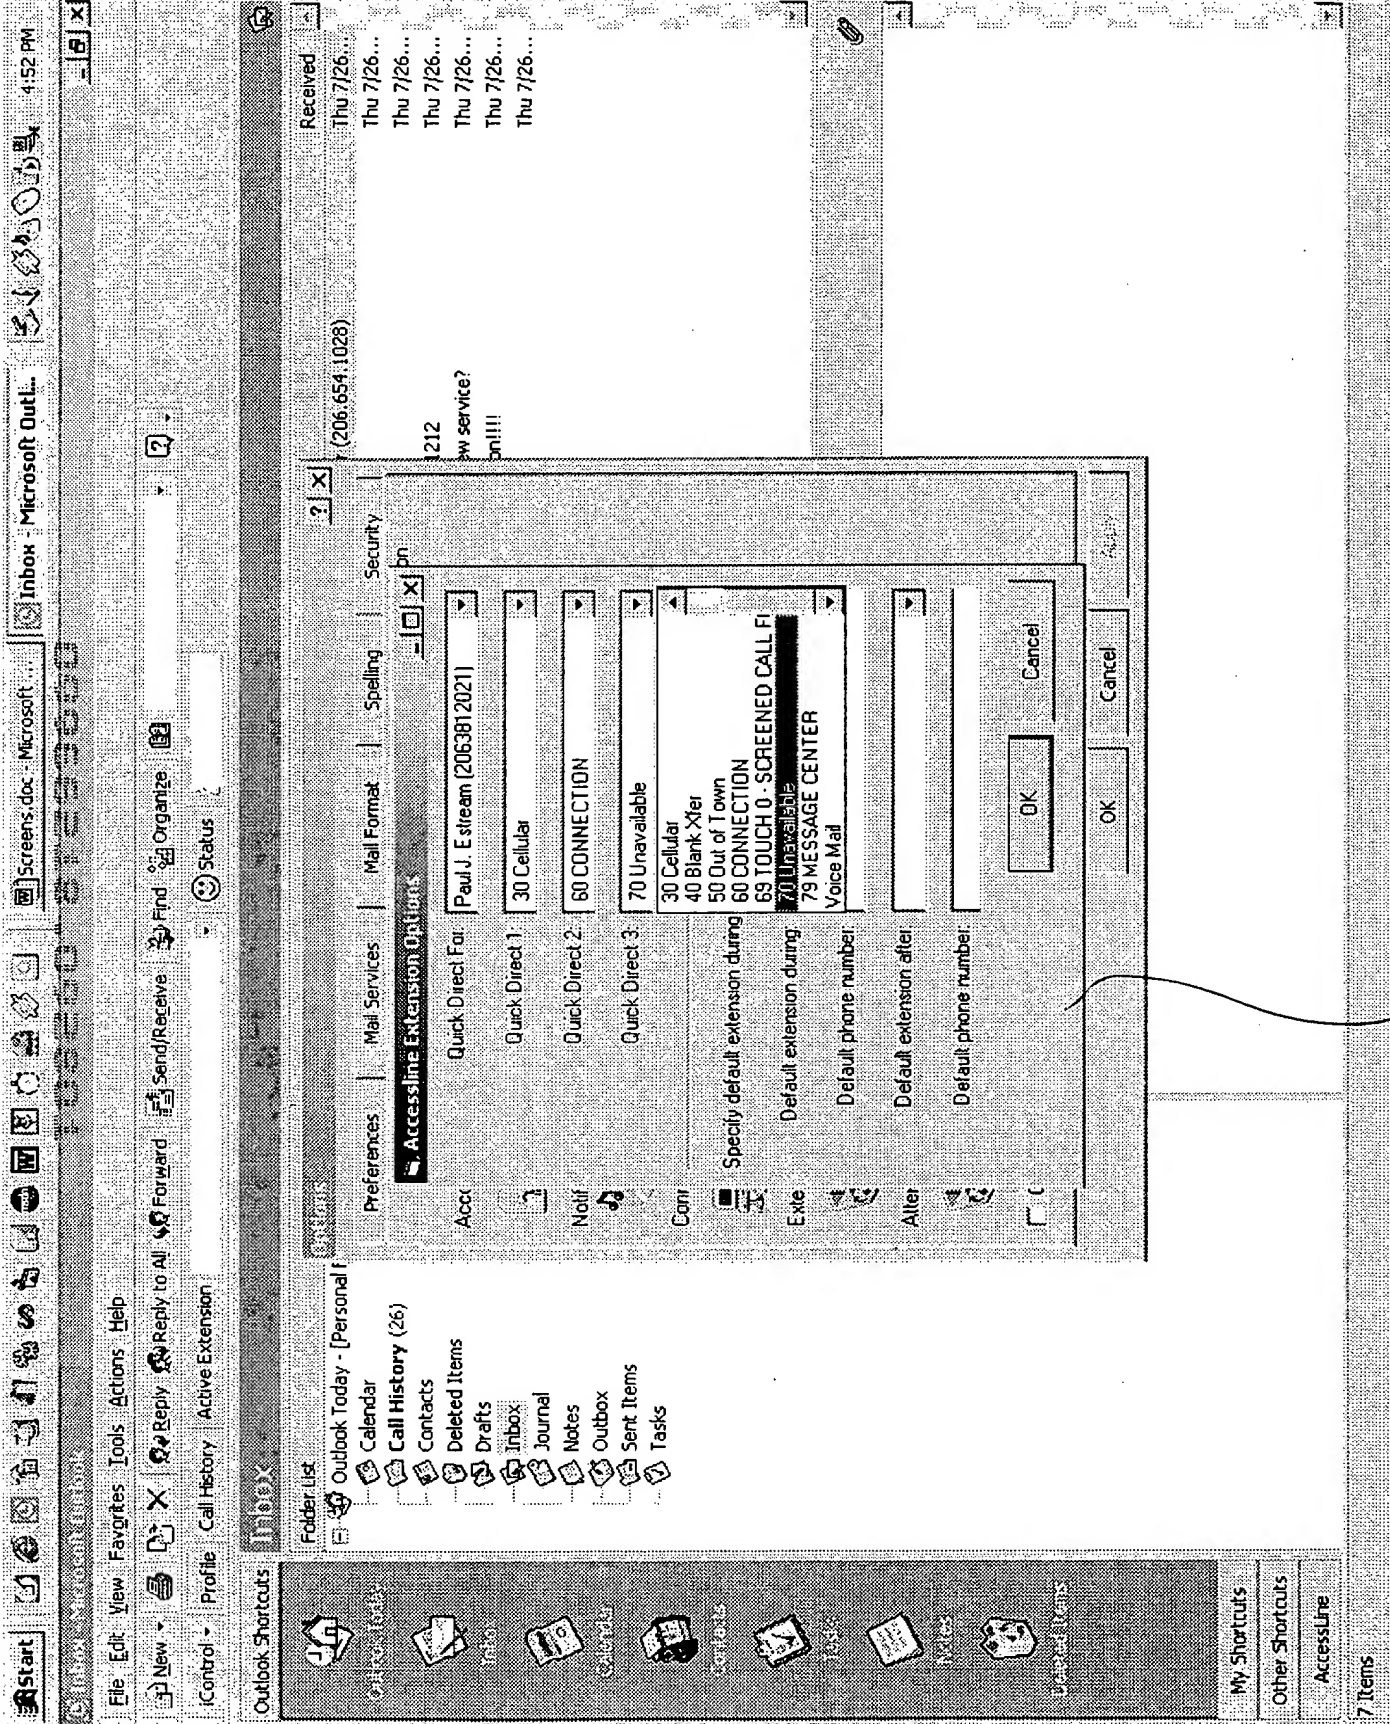 Start
Screens.doc - Microsoft ...
Inbox - Microsoft Outl...
4:52 PM
Inbox - Microsoft Outlook
File Edit View Favorites Tools Actions Help
New
Reply
Reply to All
Forward
Send/Receive
Find
Organize
iControl
Profile
Call History
Active Extension
Status
Inbox
Outlook Shortcuts
My Shortcuts
Other Shortcuts
AccessLine
Folder List
Outlook Today - [Personal F
Calendar
Call History (26)
Contacts
Deleted Items
Drafts
Inbox
Journal
Notes
Outbox
Sent Items
Tasks
Received
(206.654.1028)
Thu 7/26...
Thu 7/26...
Thu 7/26...
1212
Thu 7/26...
ew service?
Thu 7/26...
on!!!!
Thu 7/26...
Thu 7/26...
Options
Preferences
Mail Services
Mail Format
Spelling
Security
Acco
Notif
Conr
Exte
After
on
Accessline Extension Options
Quick Direct For:
Paul J. Estream (2063812021)
Quick Direct 1
30 Cellular
Quick Direct 2:
60 CONNECTION
Quick Direct 3:
70 Unavailable
30 Cellular
40 Blank Xfer
50 Out of Town
60 CONNECTION
69 TOUCH 0 - SCREENED CALL FI
70 Unavailable
79 MESSAGE CENTER
Voice Mail
Specify default extension during
Default extension during
Default phone number:
Default extension after:
Default phone number:
OK
Cancel
OK
Cancel
Apply
7 Items